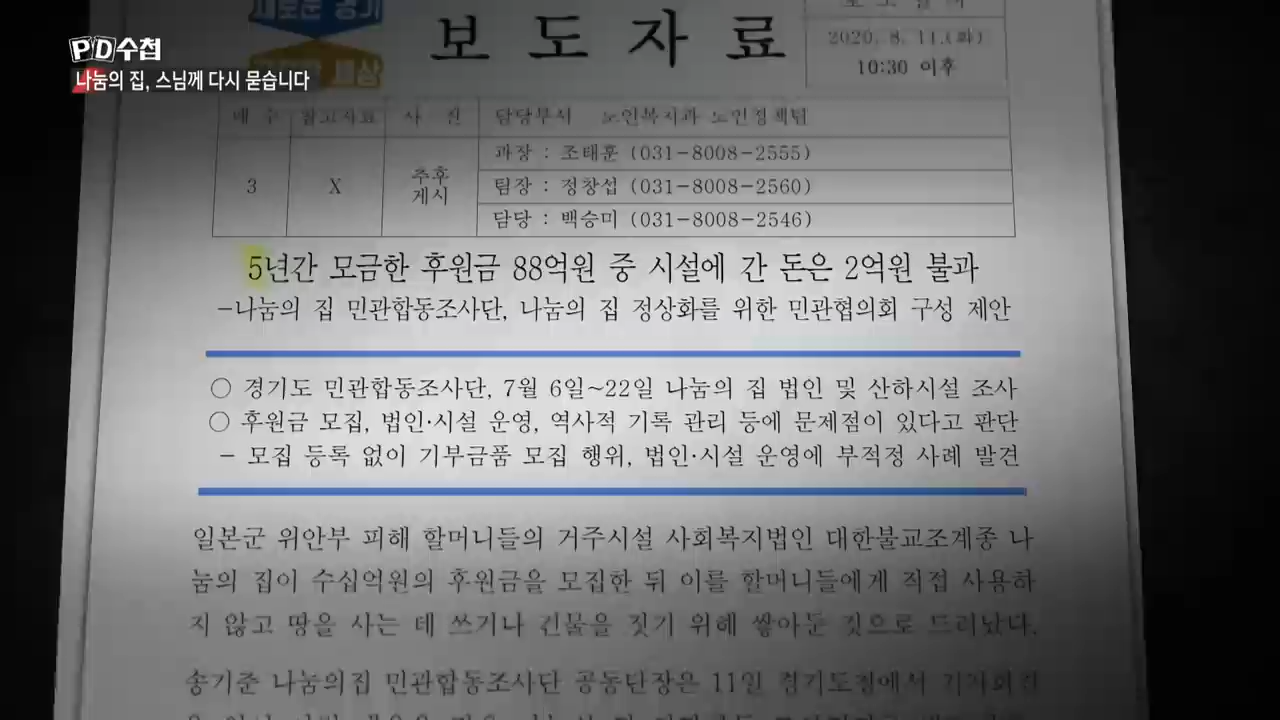 PD수첩
나눔의 집, 스님께 다시 묻습니다
새로운 경기
세상
보 도 자 료
2020. 8. 11.(화)
10:30 이후
매 수 참고자료 사 진 담당부서 노인복지과 노인정책팀
3 X 추후
게시
과장 : 조태훈 (031-8008-2555)
팀장 : 정창섭 (031-8008-2560)
담당 : 백승미 (031-8008-2546)
5년간 모금한 후원금 88억원 중 시설에 간 돈은 2억원 불과
-나눔의 집 민관합동조사단, 나눔의 집 정상화를 위한 민관협의회 구성 제안
○ 경기도 민관합동조사단, 7월 6일~22일 나눔의 집 법인 및 산하시설 조사
○ 후원금 모집, 법인·시설 운영, 역사적 기록 관리 등에 문제점이 있다고 판단
- 모집 등록 없이 기부금품 모집 행위, 법인·시설 운영에 부적정 사례 발견
일본군 위안부 피해 할머니들의 거주시설 사회복지법인 대한불교조계종 나
눔의 집이 수십억원의 후원금을 모집한 뒤 이를 할머니들에게 직접 사용하
지 않고 땅을 사는 데 쓰거나 건물을 짓기 위해 쌓아둔 것으로 드러났다.
송기준 나눔의집 민관합동조사단 공동단장은 11일 경기도청에서 기자회견